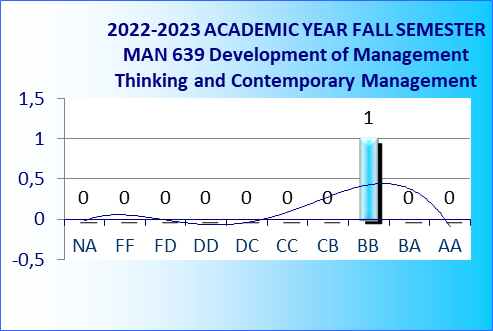 2022-2023 ACADEMIC YEAR FALL SEMESTER
MAN 639 Development of Management
Thinking and Contemporary Management
1,5
1
0,5
0
-0,5
0 0 0 0 0 0 0 1 0 0
NA FF FD DD DC CC CB BB BA AA